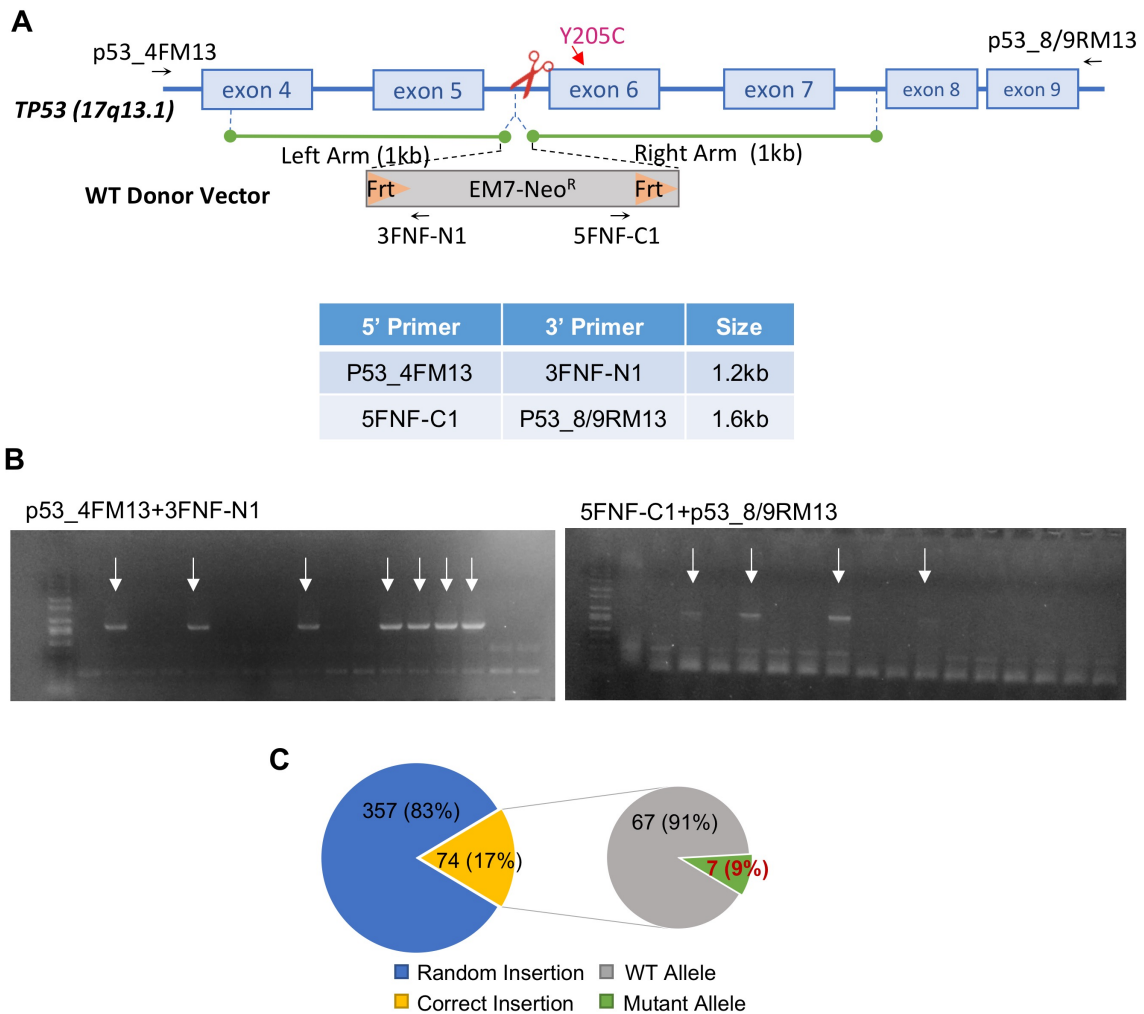 A
Y205C
p53_4FM13
p53_8/9RM13
exon 4 exon 5 exon 6 exon 7 exon 8 exon 9
TP53 (17q13.1)
Left Arm (1kb) Right Arm (1kb)
WT Donor Vector
Frt EM7-Neoᴿ Frt
3FNF-N1 5FNF-C1
5’ Primer 3’ Primer Size
P53_4FM13 3FNF-N1 1.2kb
5FNF-C1 P53_8/9RM13 1.6kb
B
p53_4FM13+3FNF-N1 5FNF-C1+p53_8/9RM13
C
357 (83%) 67 (91%)
74 (17%) 7 (9%)
Random Insertion WT Allele
Correct Insertion Mutant Allele